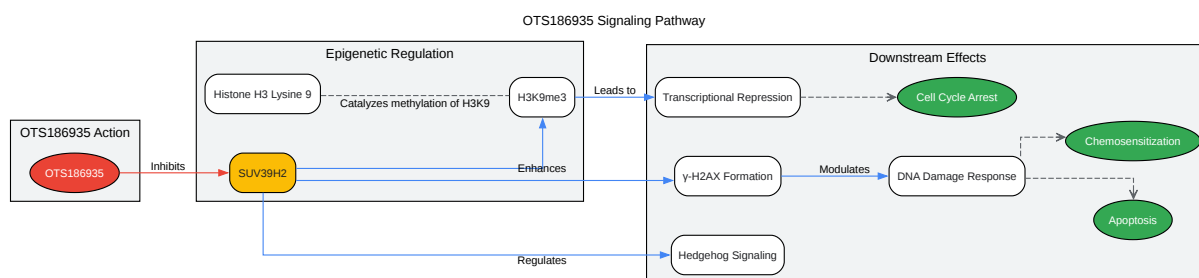 OTS186935 Signaling Pathway
Epigenetic Regulation
Downstream Effects
Histone H3 Lysine 9
Catalyzes methylation of H3K9
H3K9me3
Leads to
Transcriptional Repression
Cell Cycle Arrest
OTS186935 Action
OTS186935
Inhibits
SUV39H2
Enhances
γ-H2AX Formation
Modulates
DNA Damage Response
Chemosensitization
Apoptosis
Regulates
Hedgehog Signaling